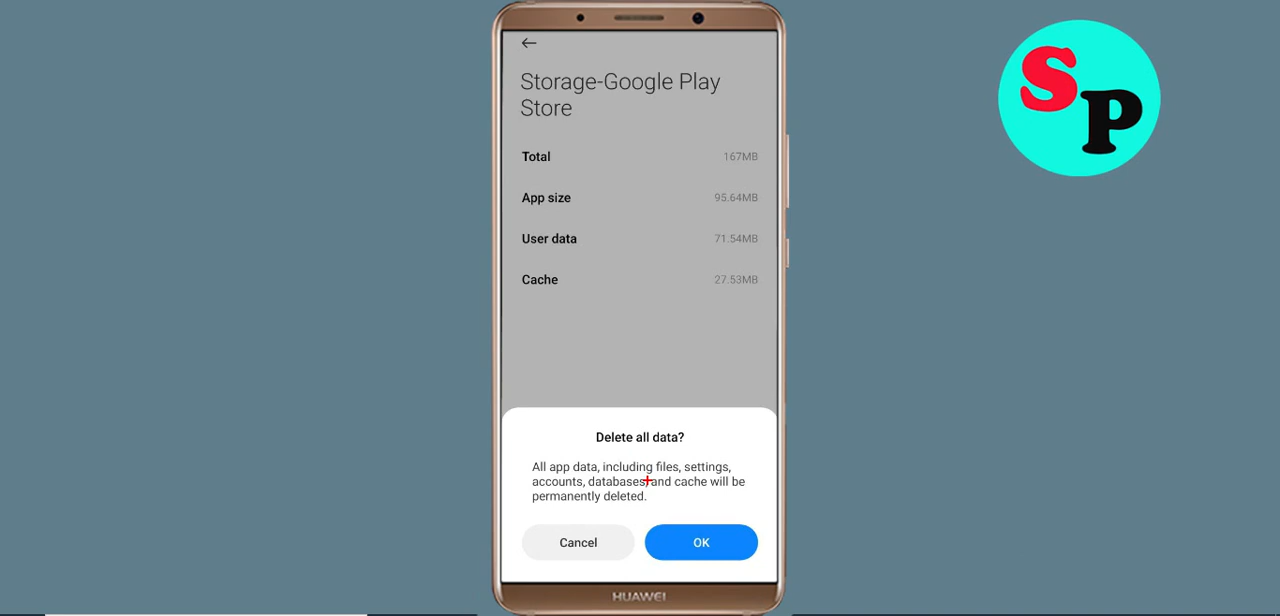 Storage-Google Play
Store
Total 167MB
App size 95.64MB
User data 71.54MB
Cache 27.53MB
Delete all data?
All app data, including files, settings,
accounts, databases and cache will be
permanently deleted.
Cancel OK
HUAWEI
SP